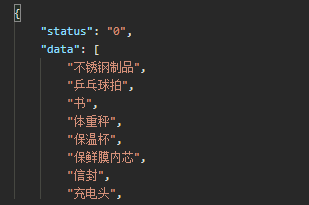 {
"status": "0",
"data": [
"不锈钢制品",
"乒乓球拍",
"书",
"体重秤",
"保温杯",
"保鲜膜内芯",
"信封",
"充电头",